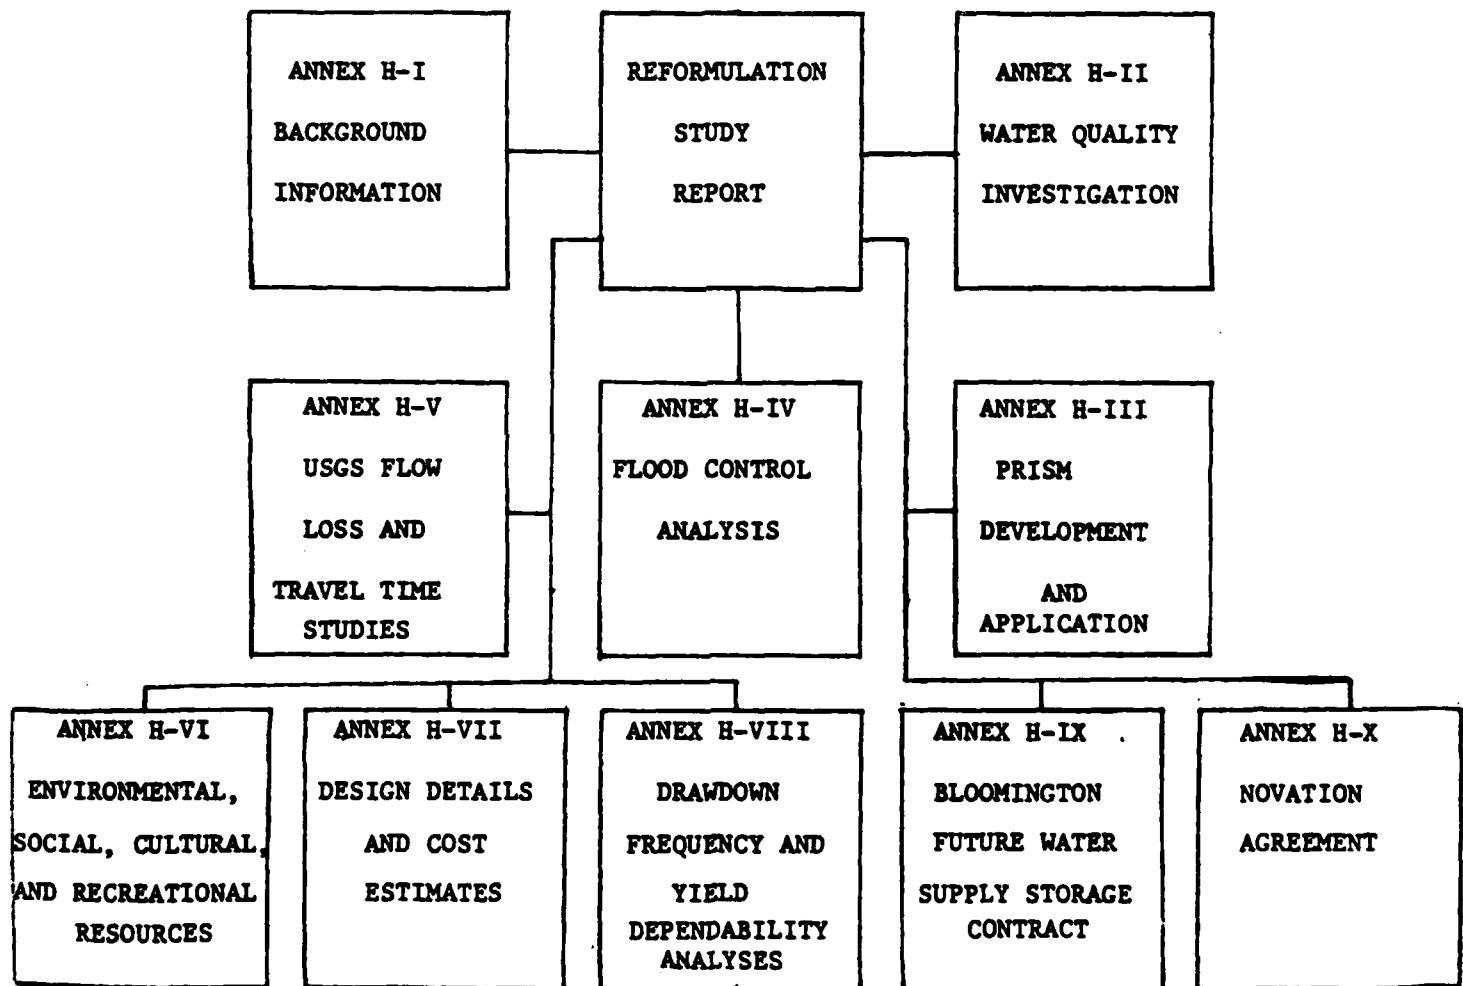 ANNEX H-I
BACKGROUND
INFORMATION
REFORMULATION
STUDY
REPORT
ANNEX H-II
WATER QUALITY
INVESTIGATION
ANNEX H-V
USGS FLOW
LOSS AND
TRAVEL TIME
STUDIES
ANNEX H-IV
FLOOD CONTROL
ANALYSIS
ANNEX H-III
PRISM
DEVELOPMENT
AND
APPLICATION
ANNEX H-VI
ENVIRONMENTAL,
SOCIAL, CULTURAL,
AND RECREATIONAL
RESOURCES
ANNEX H-VII
DESIGN DETAILS
AND COST
ESTIMATES
ANNEX H-VIII
DRAWDOWN
FREQUENCY AND
YIELD
DEPENDABILITY
ANALYSES
ANNEX H-IX
BLOOMINGTON
FUTURE WATER
SUPPLY STORAGE
CONTRACT
ANNEX H-X
NOVATION
AGREEMENT